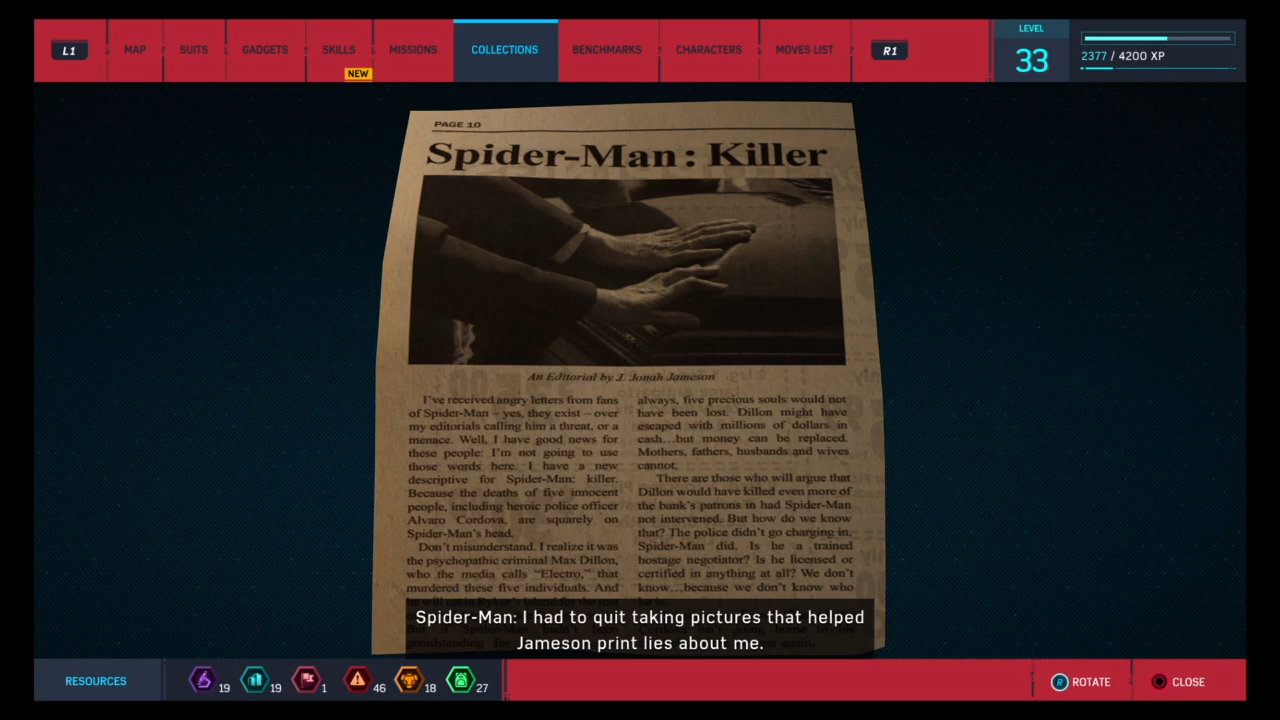 L1 MAP SUITS GADGETS SKILLS MISSIONS COLLECTIONS BENCHMARKS CHARACTERS MOVES LIST R1
NEW
LEVEL
33
2377 / 4200 XP
PAGE 10
Spider-Man: Killer
An Editorial by J. Jonah Jameson
I've received angry letters from fans
of Spider-Man – yes, they exist – over
my editorials calling him a threat, or a
menace. Well, I have good news for
these people: I'm not going to use
those words here. I have a new
descriptive for Spider-Man: killer.
Because the deaths of five innocent
people, including heroic police officer
Alvaro Cordova, are squarely on
Spider-Man's head.
Don't misunderstand. I realize it was
the psychopathic criminal Max Dillon,
who the media calls "Electro," that
murdered these five individuals. And
always, five precious souls would not
have been lost. Dillon might have
escaped with millions of dollars in
cash...but money can be replaced.
Mothers, fathers, husbands and wives
cannot.
There are those who will argue that
Dillon would have killed even more of
the bank's patrons in had Spider-Man
not intervened. But how do we know
that? The police didn't go charging in,
Spider-Man did. Is he a trained
hostage negotiator? Is he licensed or
certified in anything at all? We don't
know...because we don't know who
Spider-Man: I had to quit taking pictures that helped
Jameson print lies about me.
RESOURCES 19 19 1 46 18 27
R ROTATE CLOSE